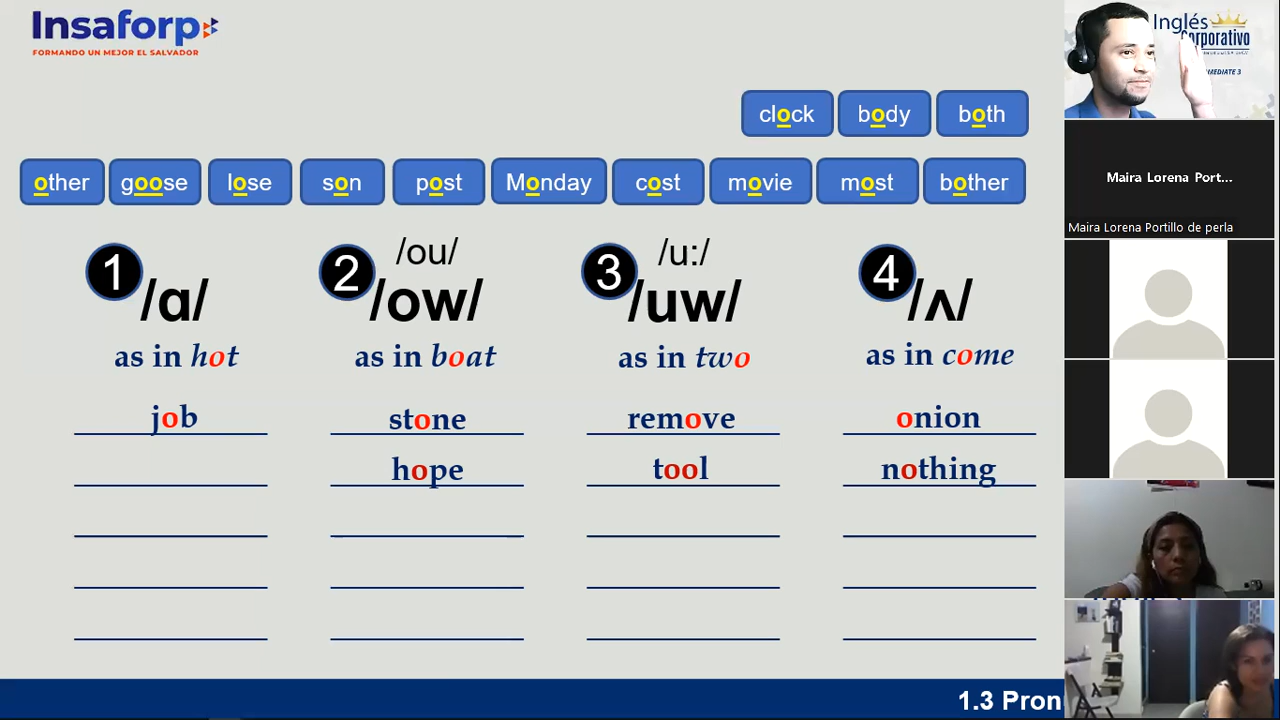 Insaforp
FORMANDO UN MEJOR EL SALVADOR
clock body both
other goose lose son post Monday cost movie most bother
1 /ɑ/
as in hot
job
2 /ou/
/ow/
as in boat
stone
hope
3 /u:/
/uw/
as in two
remove
tool
4 /ʌ/
as in come
onion
nothing
1.3 Pron
Inglés
Corporativo
MEDIATE 3
Maira Lorena Port...
Maira Lorena Portillo de perla